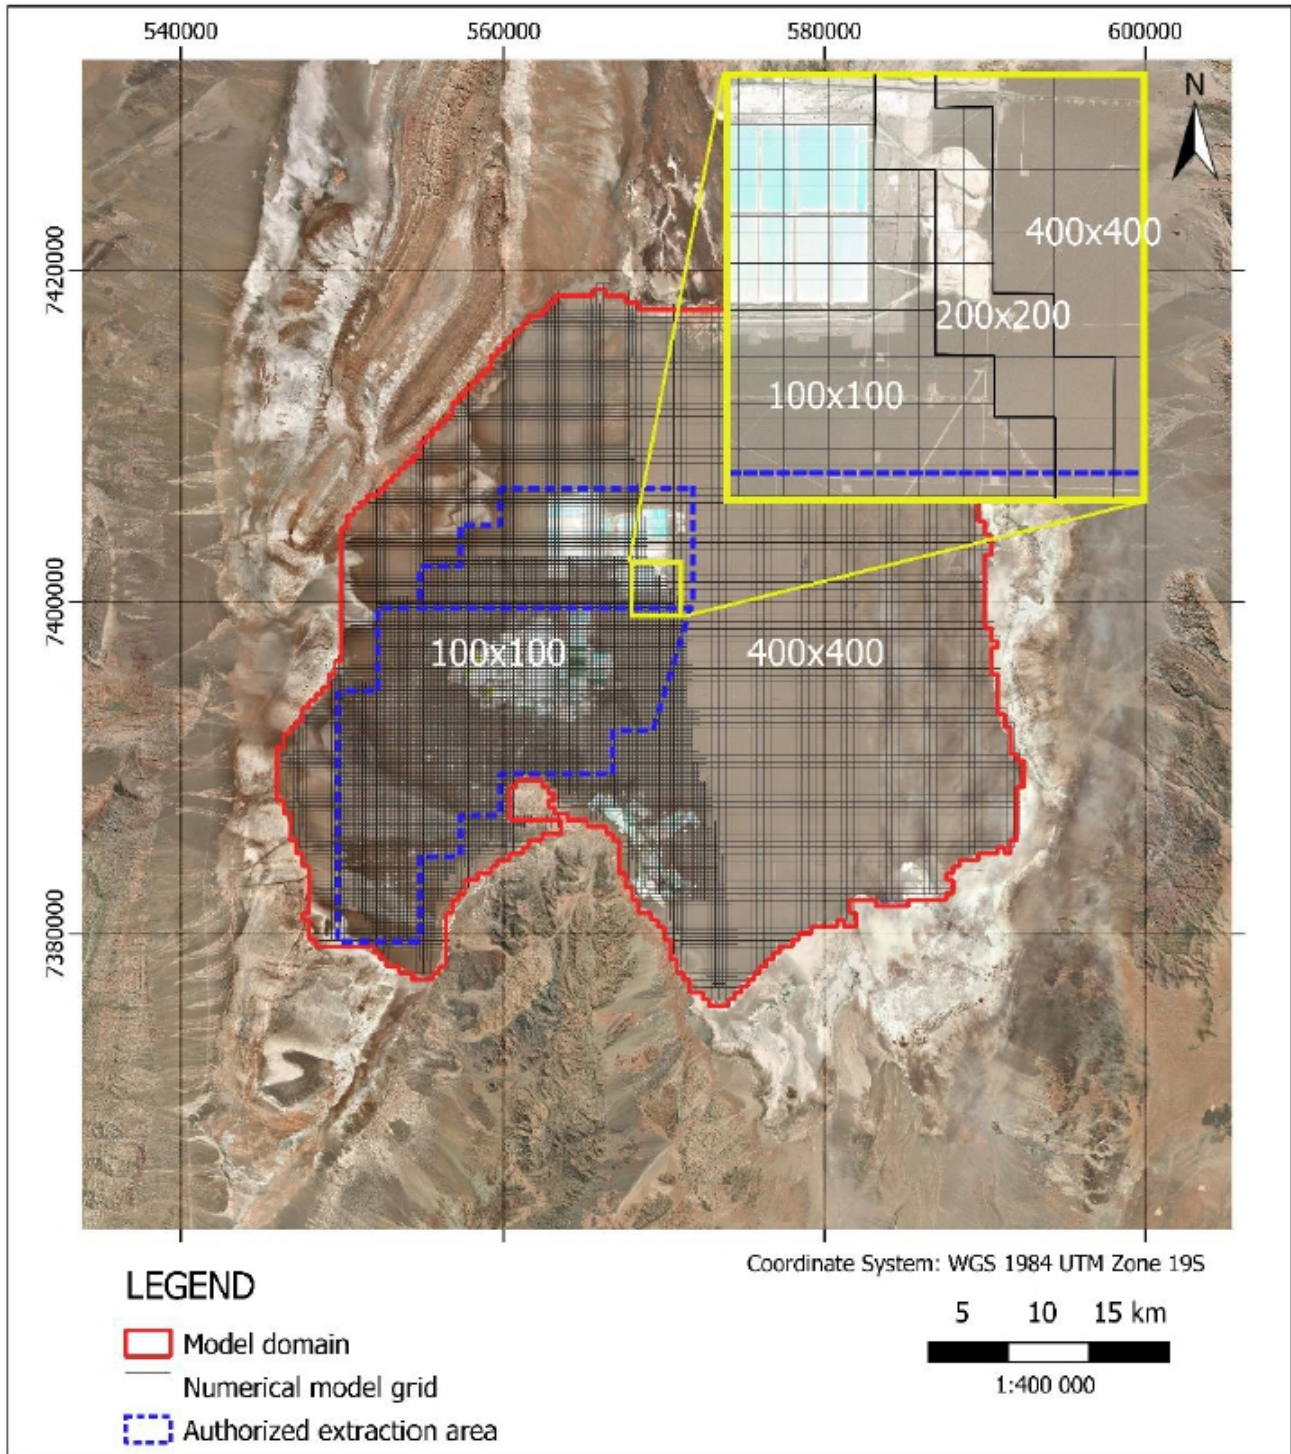 540000 560000 580000 600000
N
7420000
400x400
200x200
100x100
7400000
100x100 400x400
7380000
Coordinate System: WGS 1984 UTM Zone 19S
LEGEND
5 10 15 km
Model domain
Numerical model grid
1:400 000
Authorized extraction area